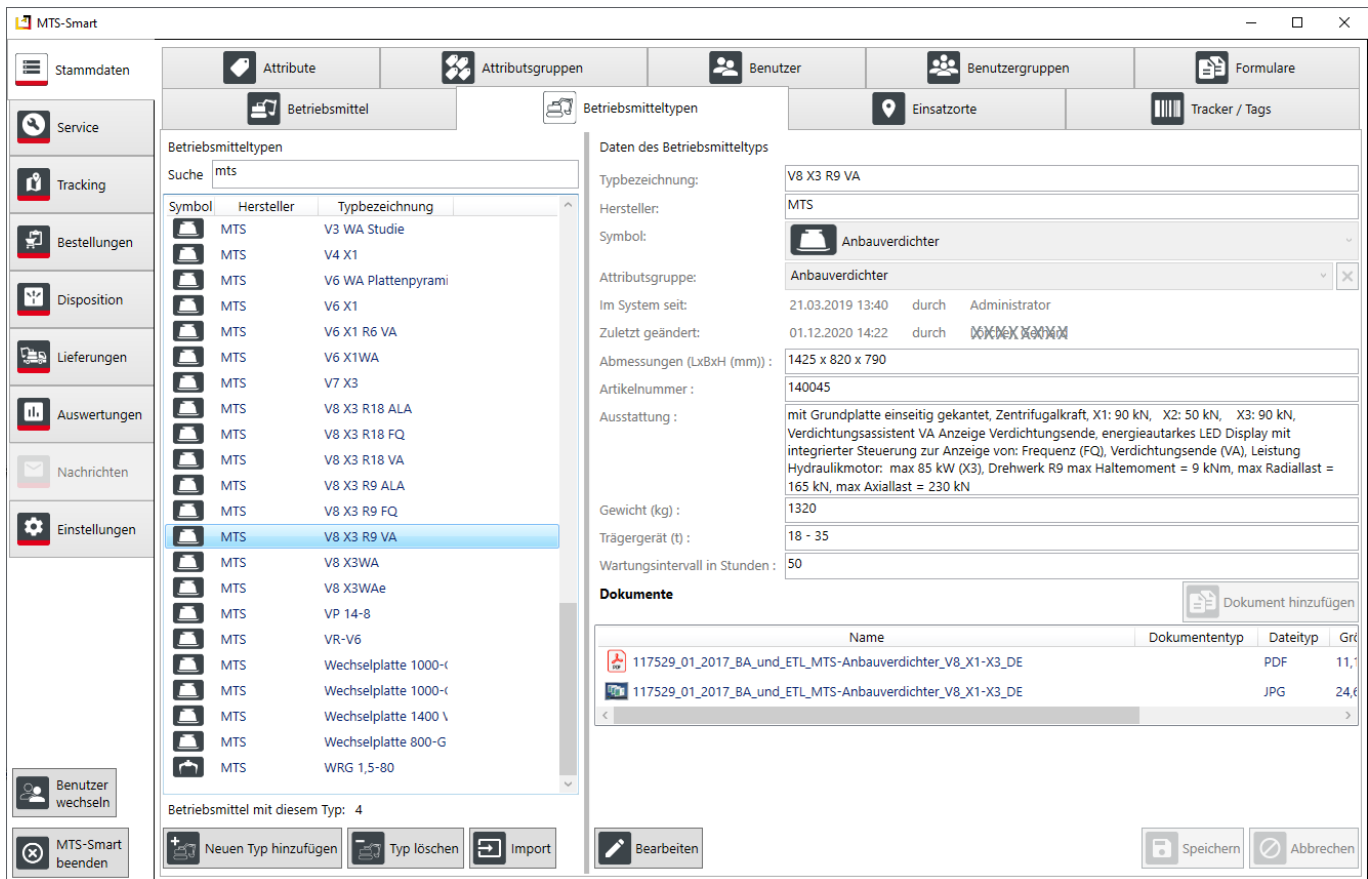 MTS-Smart
Stammdaten
Service
Tracking
Bestellungen
Disposition
Lieferungen
Auswertungen
Nachrichten
Einstellungen
Benutzer
wechseln
MTS-Smart
beenden
Attribute
Attributsgruppen
Benutzer
Benutzergruppen
Formulare
Betriebsmittel
Betriebsmitteltypen
Einsatzorte
Tracker / Tags
Betriebsmitteltypen
Suche mts
Symbol Hersteller Typbezeichnung
MTS V3 WA Studie
MTS V4 X1
MTS V6 WA Plattenpyrami
MTS V6 X1
MTS V6 X1 R6 VA
MTS V6 X1WA
MTS V7 X3
MTS V8 X3 R18 ALA
MTS V8 X3 R18 FQ
MTS V8 X3 R18 VA
MTS V8 X3 R9 ALA
MTS V8 X3 R9 FQ
MTS V8 X3 R9 VA
MTS V8 X3WA
MTS V8 X3WAe
MTS VP 14-8
MTS VR-V6
MTS Wechselplatte 1000-(
MTS Wechselplatte 1000-(
MTS Wechselplatte 1400 \
MTS Wechselplatte 800-G
MTS WRG 1,5-80
Betriebsmittel mit diesem Typ: 4
Neuen Typ hinzufügen
Typ löschen
Import
Daten des Betriebsmitteltyps
Typbezeichnung: V8 X3 R9 VA
Hersteller: MTS
Symbol: Anbauverdichter
Attributsgruppe: Anbauverdichter
Im System seit: 21.03.2019 13:40 durch Administrator
Zuletzt geändert: 01.12.2020 14:22 durch
Abmessungen (LxBxH (mm)) : 1425 x 820 x 790
Artikelnummer : 140045
Ausstattung : mit Grundplatte einseitig gekantet, Zentrifugalkraft, X1: 90 kN, X2: 50 kN, X3: 90 kN,
Verdichtungsassistent VA Anzeige Verdichtungsende, energieautarkes LED Display mit
integrierter Steuerung zur Anzeige von: Frequenz (FQ), Verdichtungsende (VA), Leistung
Hydraulikmotor: max 85 kW (X3), Drehwerk R9 max Haltemoment = 9 kNm, max Radiallast =
165 kN, max Axiallast = 230 kN
Gewicht (kg) : 1320
Trägergerät (t) : 18 - 35
Wartungsintervall in Stunden : 50
Dokumente
Dokument hinzufügen
Name Dokumententyp Dateityp Grö
117529_01_2017_BA_und_ETL_MTS-Anbauverdichter_V8_X1-X3_DE PDF 11,1
117529_01_2017_BA_und_ETL_MTS-Anbauverdichter_V8_X1-X3_DE JPG 24,6
Bearbeiten
Speichern
Abbrechen